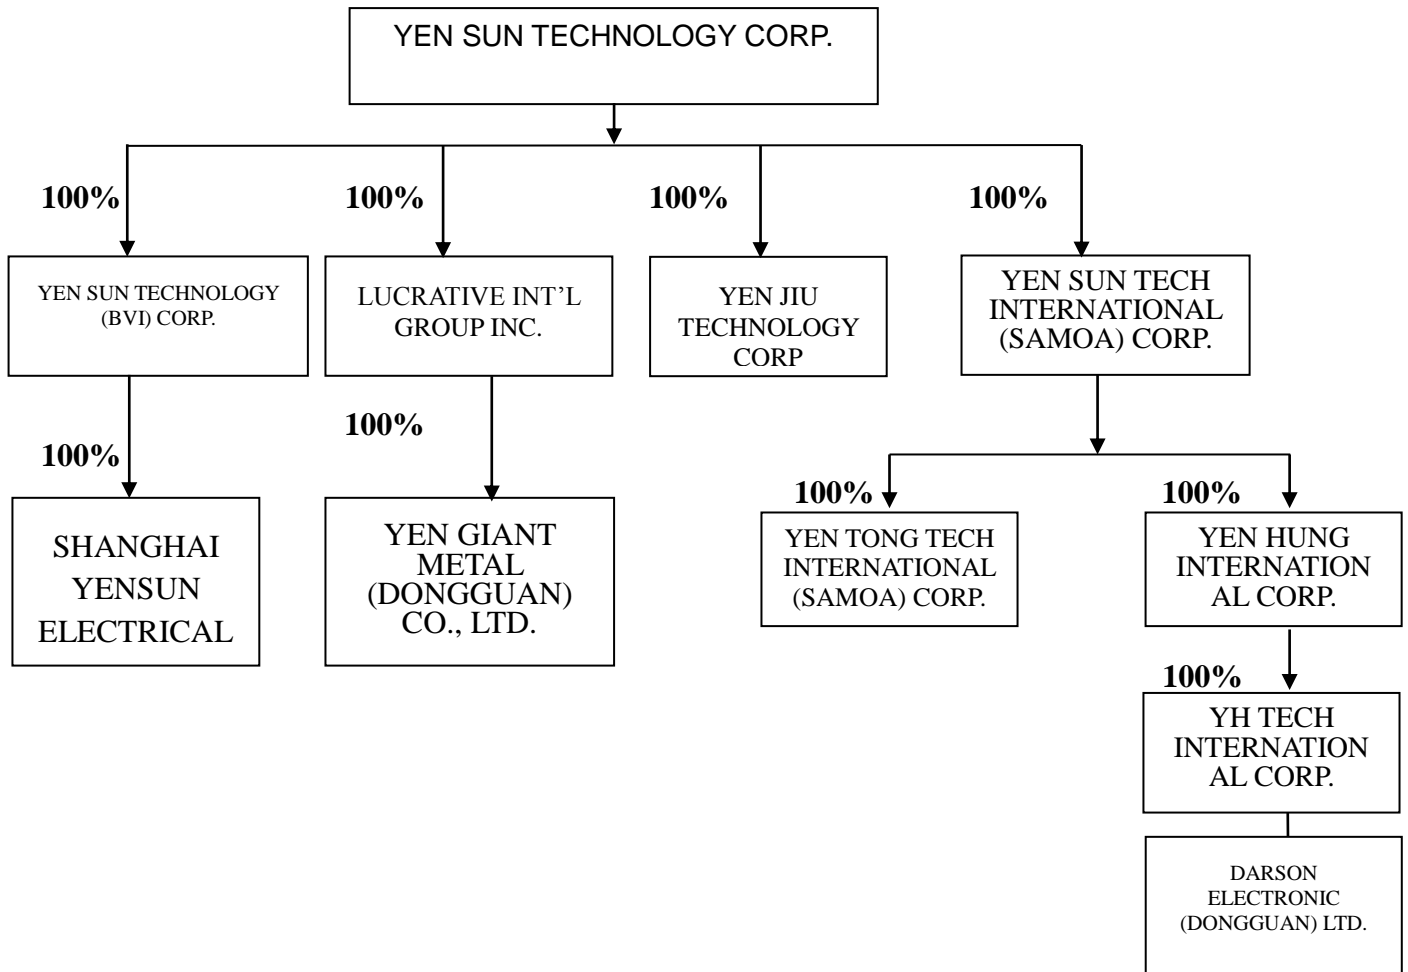 YEN SUN TECHNOLOGY CORP.
100%
100%
100%
100%
YEN SUN TECHNOLOGY
(BVI) CORP.
LUCRATIVE INT’L
GROUP INC.
YEN JIU
TECHNOLOGY
CORP
YEN SUN TECH
INTERNATIONAL
(SAMOA) CORP.
100%
100%
100%
100%
SHANGHAI
YENSUN
ELECTRICAL
YEN GIANT
METAL
(DONGGUAN)
CO., LTD.
YEN TONG TECH
INTERNATIONAL
(SAMOA) CORP.
YEN HUNG
INTERNATION
AL CORP.
100%
YH TECH
INTERNATION
AL CORP.
DARSON
ELECTRONIC
(DONGGUAN) LTD.